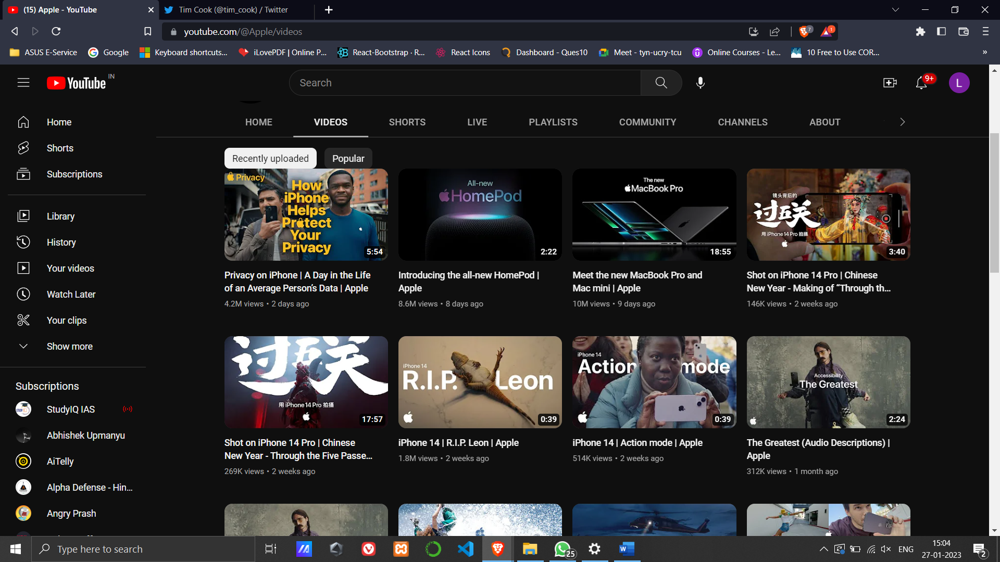 (15) Apple - YouTube
Tim Cook (@tim_cook) / Twitter
youtube.com/@Apple/videos
7
1
ASUS E-Service
Google
Keyboard shortcuts...
iLovePDF | Online P...
React-Bootstrap · R...
React Icons
Dashboard - Ques10
Meet - tyn-ucry-tcu
Online Courses - Le...
10 Free to Use COR...
»
YouTube IN
Search
9+
L
Home
Shorts
Subscriptions
Library
History
Your videos
Watch Later
Your clips
Show more
Subscriptions
StudyIQ IAS
Abhishek Upmanyu
AiTelly
Alpha Defense - Hin...
Angry Prash
HOME
VIDEOS
SHORTS
LIVE
PLAYLISTS
COMMUNITY
CHANNELS
ABOUT
Recently uploaded
Popular
Privacy
How
iPhone
Helps
Protect
Your
Privacy
5:54
Privacy on iPhone | A Day in the Life
of an Average Person’s Data | Apple
4.2M views • 2 days ago
All-new
HomePod
2:22
Introducing the all-new HomePod |
Apple
8.6M views • 8 days ago
The new
MacBook Pro
18:55
Meet the new MacBook Pro and
Mac mini | Apple
10M views • 9 days ago
镜头背后的
过五关
用 iPhone 14 Pro 拍摄
3:40
Shot on iPhone 14 Pro | Chinese
New Year - Making of “Through th...
146K views • 2 weeks ago
过五关
用 iPhone 14 Pro 拍摄
17:57
Shot on iPhone 14 Pro | Chinese
New Year - Through the Five Passe...
269K views • 2 weeks ago
iPhone 14
R.I.P. Leon
0:39
iPhone 14 | R.I.P. Leon | Apple
1.8M views • 2 weeks ago
iPhone 14
Action mode
0:39
iPhone 14 | Action mode | Apple
514K views • 2 weeks ago
Accessibility
The Greatest
2:24
The Greatest (Audio Descriptions) |
Apple
312K views • 1 month ago
Type here to search
25
ENG
15:04
27-01-2023
2